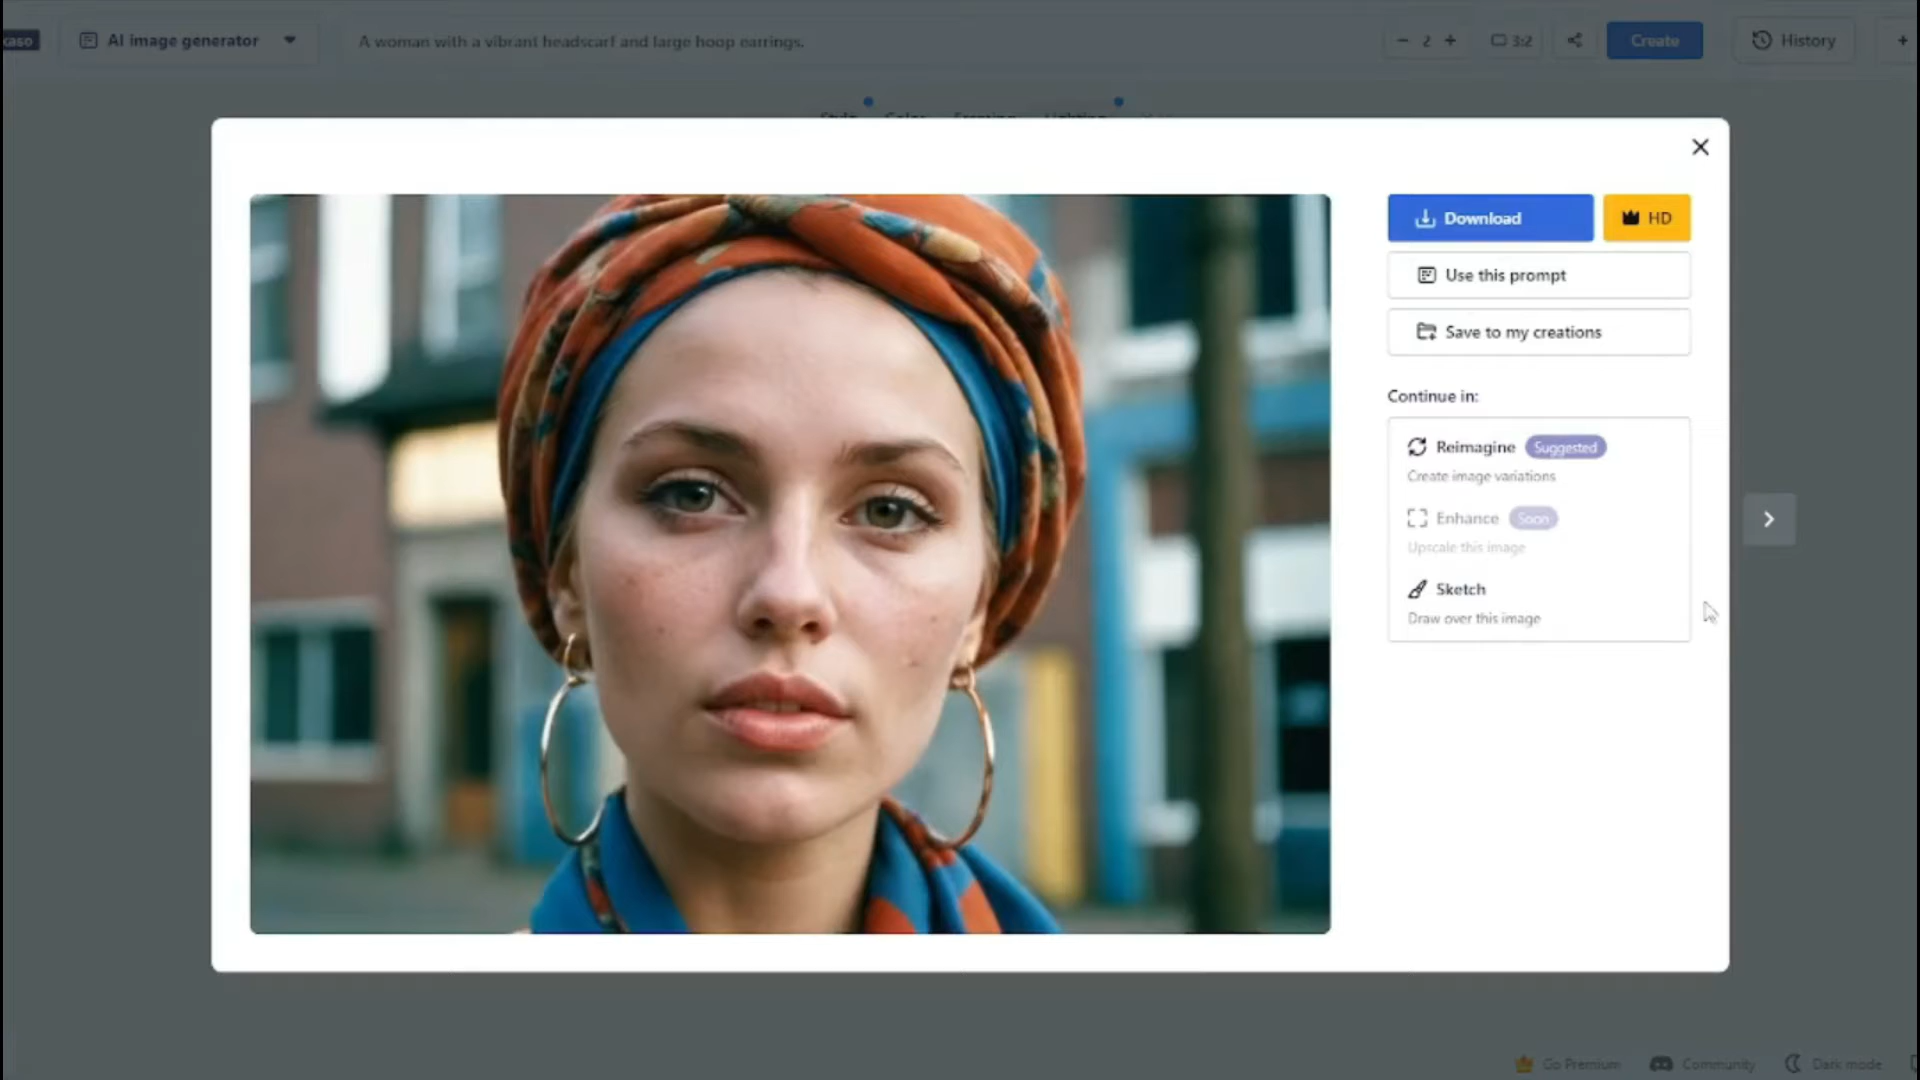 AI image generator
A woman with a vibrant headscarf and large hoop earrings.
2
3:2
Create
History
Download
HD
Use this prompt
Save to my creations
Continue in:
Reimagine Suggested
Create image variations
Enhance Soon
Upscale this image
Sketch
Draw over this image
Go Premium
Community
Dark mode